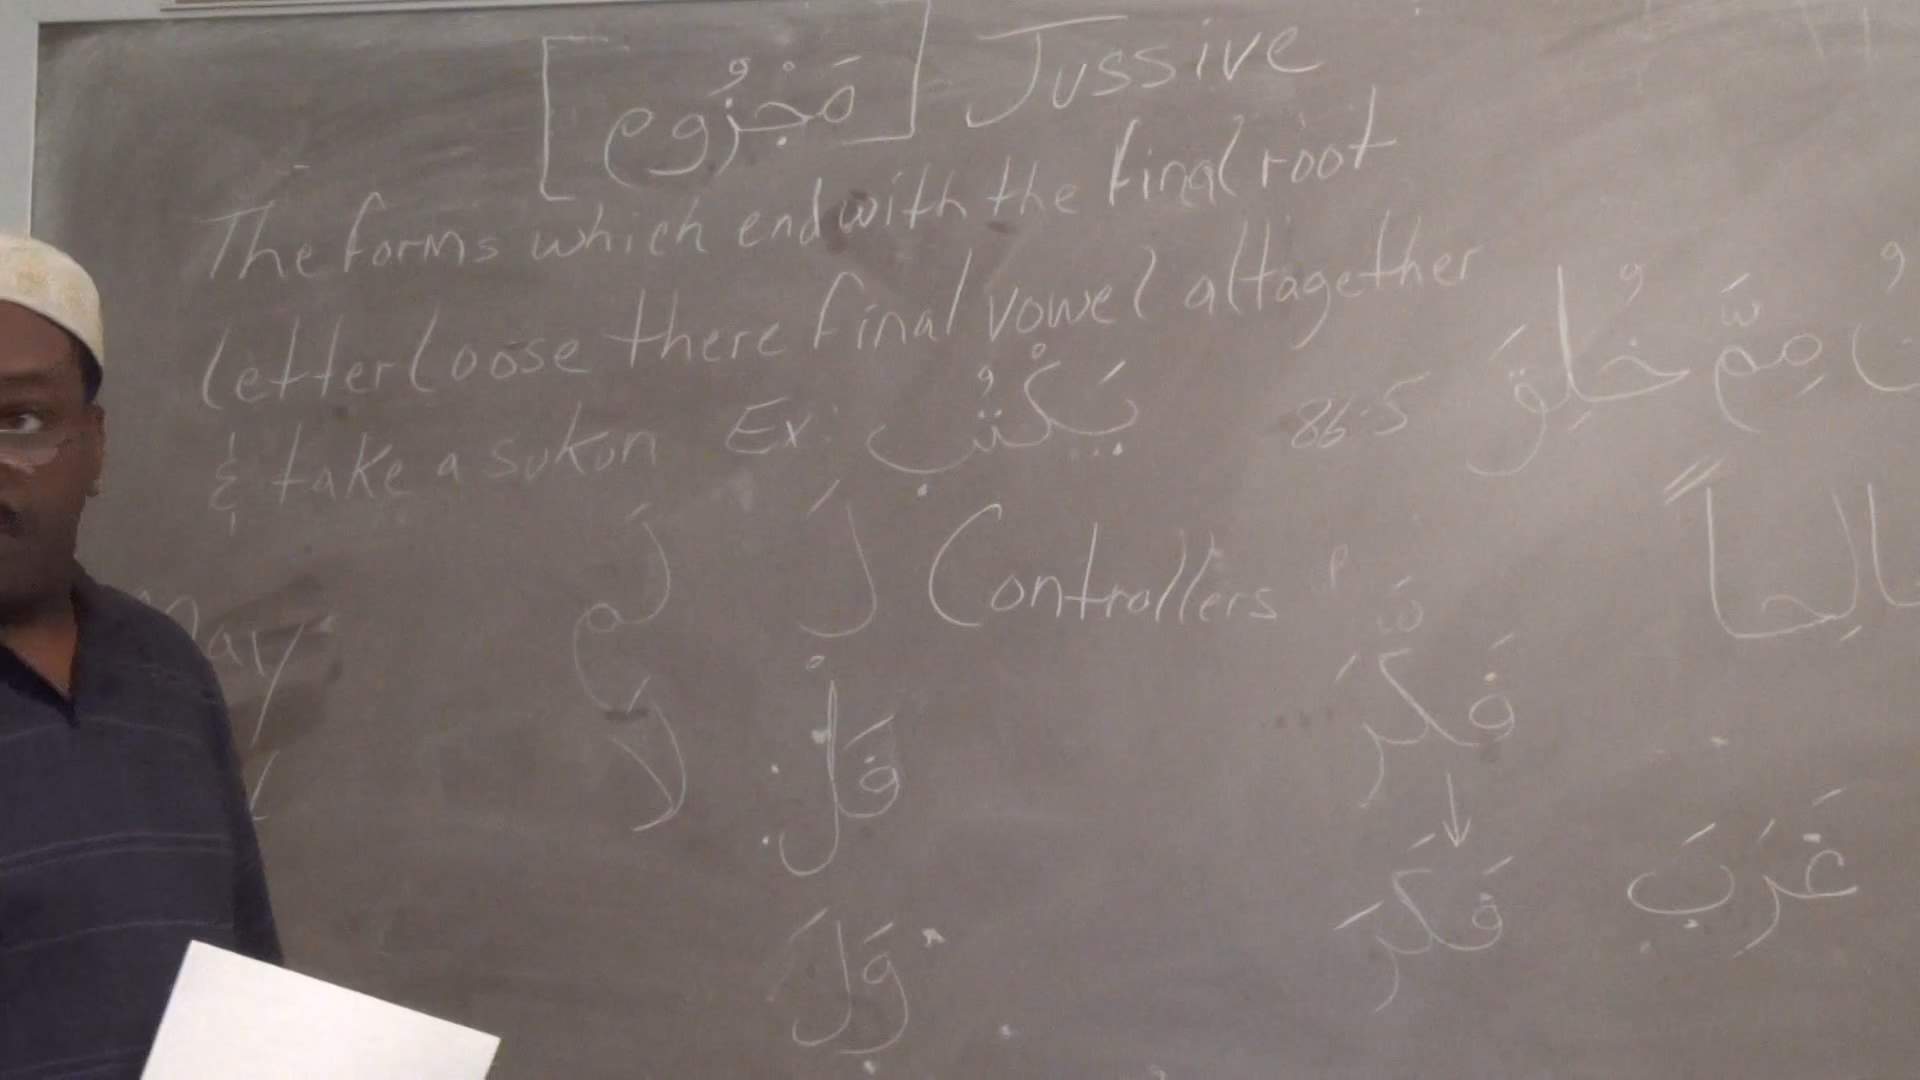 [مَجْزُوم] Jussive
The forms which end with the final root
letter loose there final vowel altagether
& take a sukon Ex: يَكْتُب 86:5 مِمَّ خُلِقَ
لَم لَ Controllers
فَكَّرَ
لَا
فَكَرَ
وَلَ